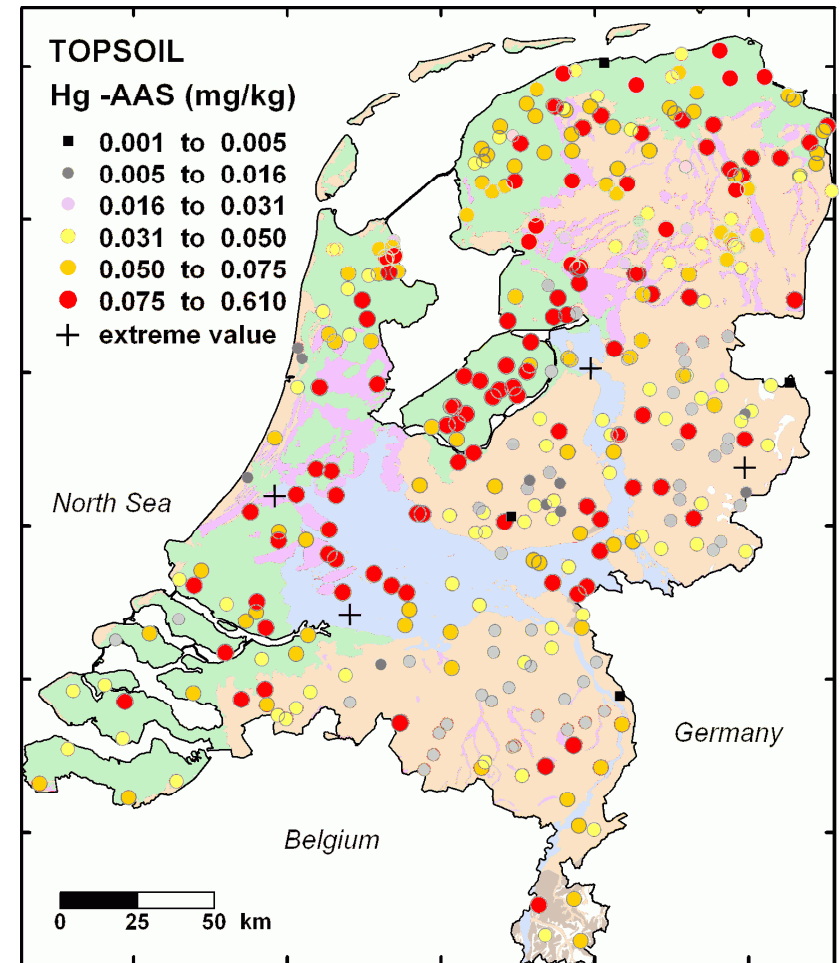 TOPSOIL
Hg -AAS (mg/kg)
0.001 to 0.005
0.005 to 0.016
0.016 to 0.031
0.031 to 0.050
0.050 to 0.075
0.075 to 0.610
extreme value
North Sea
Germany
Belgium
0 25 50 km